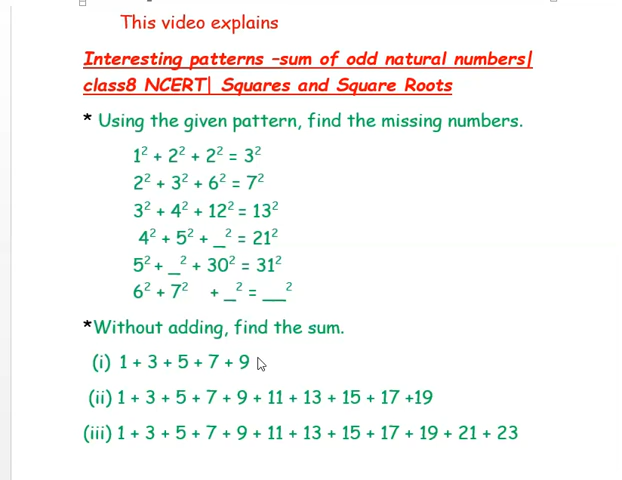 This video explains
Interesting patterns –sum of odd natural numbers|
class8 NCERT| Squares and Square Roots
* Using the given pattern, find the missing numbers.
1² + 2² + 2² = 3²
2² + 3² + 6² = 7²
3² + 4² + 12² = 13²
4² + 5² + _² = 21²
5² + _² + 30² = 31²
6² + 7² + _² = __²
*Without adding, find the sum.
(i) 1 + 3 + 5 + 7 + 9
(ii) 1 + 3 + 5 + 7 + 9 + 11 + 13 + 15 + 17 +19
(iii) 1 + 3 + 5 + 7 + 9 + 11 + 13 + 15 + 17 + 19 + 21 + 23